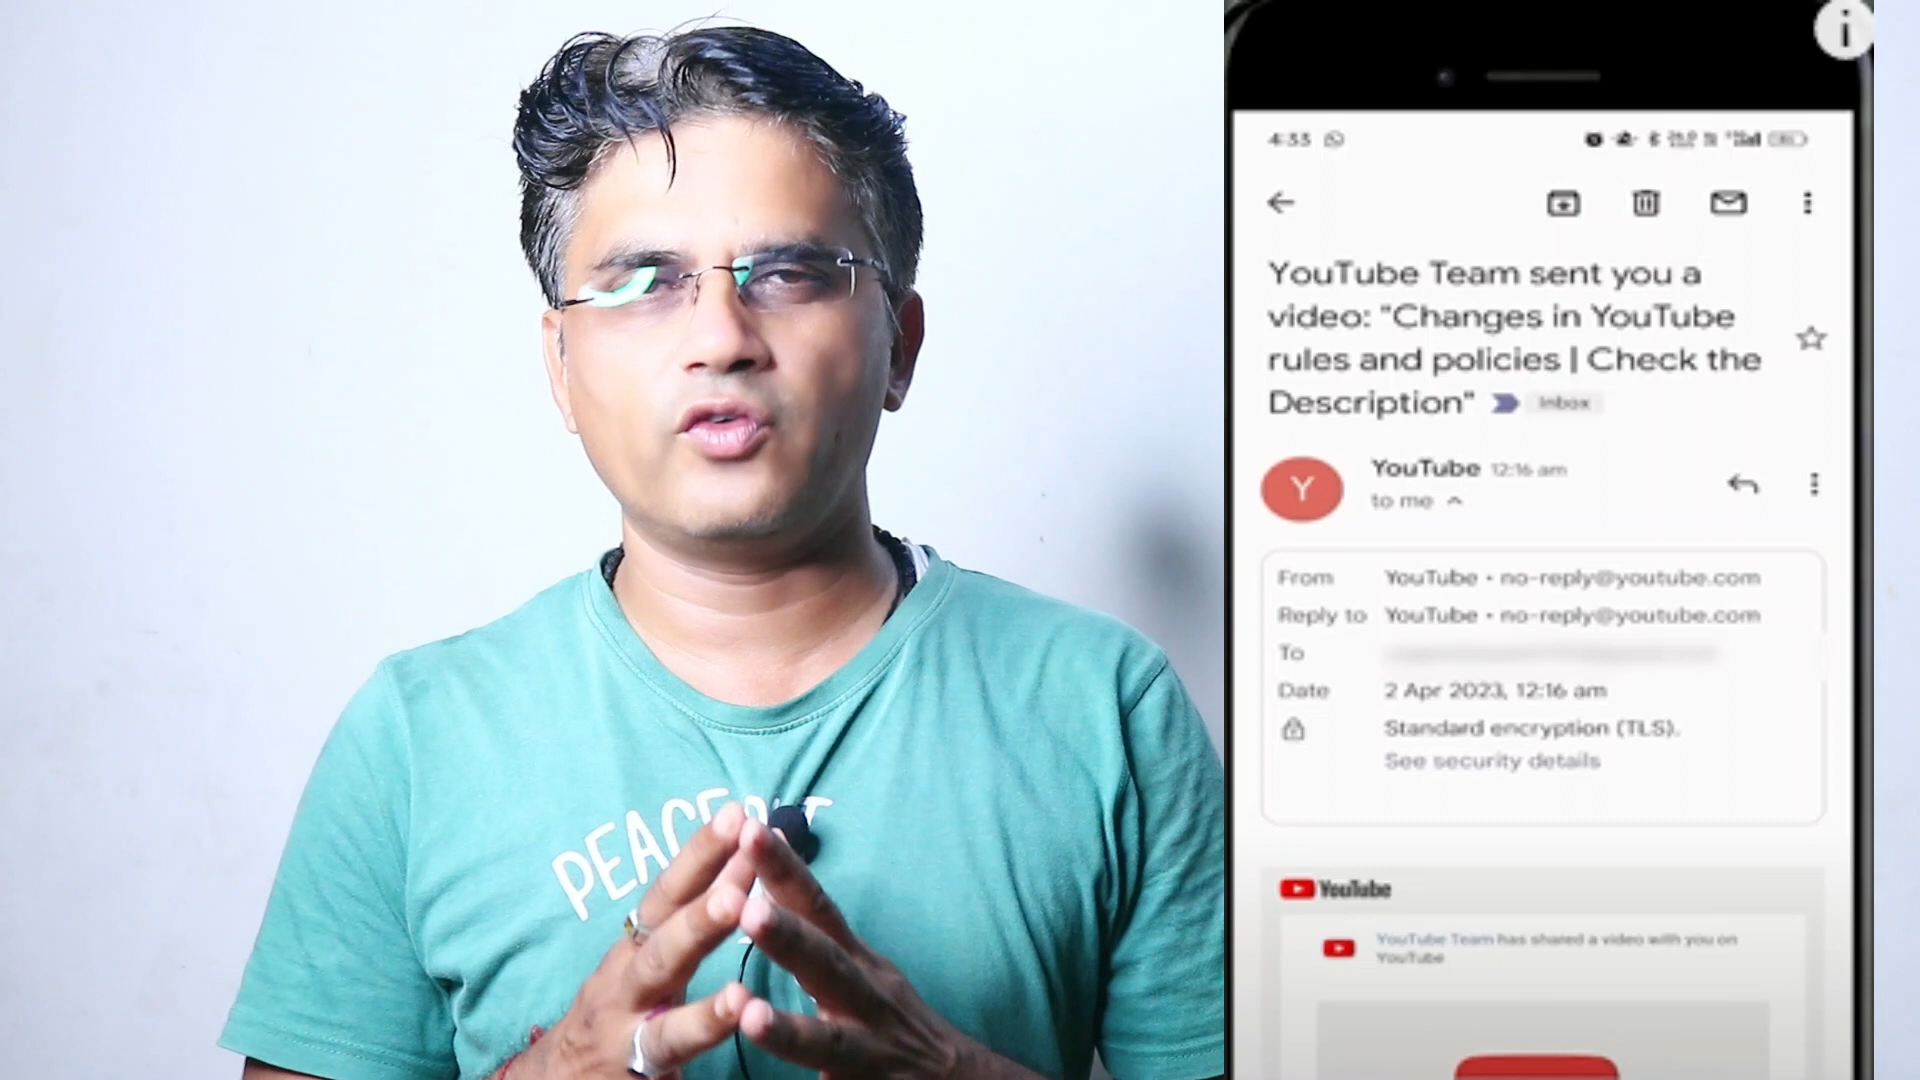 PEACE
i
4:33
YouTube Team sent you a
video: "Changes in YouTube
rules and policies | Check the
Description" Inbox
Y
YouTube 12:16 am
to me
From YouTube • no-reply@youtube.com
Reply to YouTube • no-reply@youtube.com
To
Date 2 Apr 2023, 12:16 am
Standard encryption (TLS).
See security details
YouTube
YouTube Team has shared a video with you on
YouTube